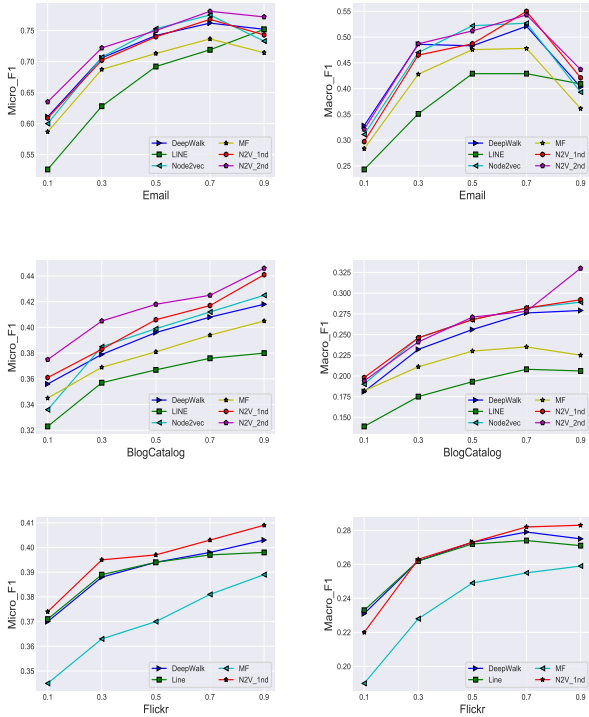 Micro_F1
0.75
0.70
0.65
0.60
0.55
DeepWalk
LINE
Node2vec
MF
N2V_1nd
N2V_2nd
0.1 0.3 0.5 0.7 0.9
Email
Macro_F1
0.55
0.50
0.45
0.40
0.35
0.30
0.25
DeepWalk
LINE
Node2vec
MF
N2V_1nd
N2V_2nd
0.1 0.3 0.5 0.7 0.9
Email
Micro_F1
0.44
0.42
0.40
0.38
0.36
0.34
0.32
DeepWalk
LINE
Node2vec
MF
N2V_1nd
N2V_2nd
0.1 0.3 0.5 0.7 0.9
BlogCatalog
Macro_F1
0.325
0.300
0.275
0.250
0.225
0.200
0.175
0.150
DeepWalk
LINE
Node2vec
MF
N2V_1nd
N2V_2nd
0.1 0.3 0.5 0.7 0.9
BlogCatalog
Micro_F1
0.41
0.40
0.39
0.38
0.37
0.36
0.35
DeepWalk
Line
MF
N2V_1nd
0.1 0.3 0.5 0.7 0.9
Flickr
Macro_F1
0.28
0.26
0.24
0.22
0.20
DeepWalk
Line
MF
N2V_1nd
0.1 0.3 0.5 0.7 0.9
Flickr